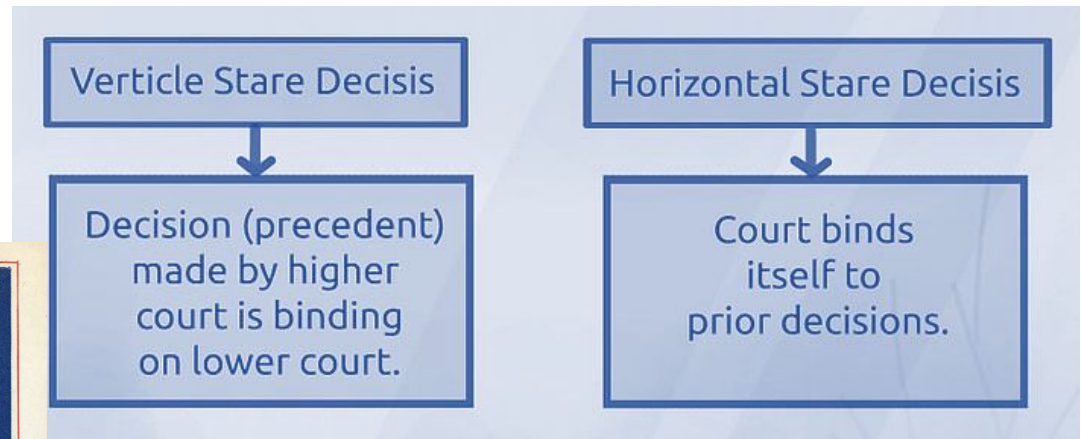 Verticle Stare Decisis
Decision (precedent)
made by higher
court is binding
on lower court.
Horizontal Stare Decisis
Court binds
itself to
prior decisions.